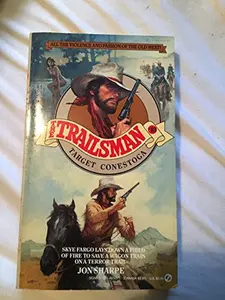 ALL THE VIOLENCE AND PASSION OF THE OLD WEST!
THE
TRAILSMAN
TARGET CONESTOGA
SKYE FARGO LAYS DOWN A FIELD
OF FIRE TO SAVE A WAGON TRAIN
ON A TERROR TRAIL
JON SHARPE